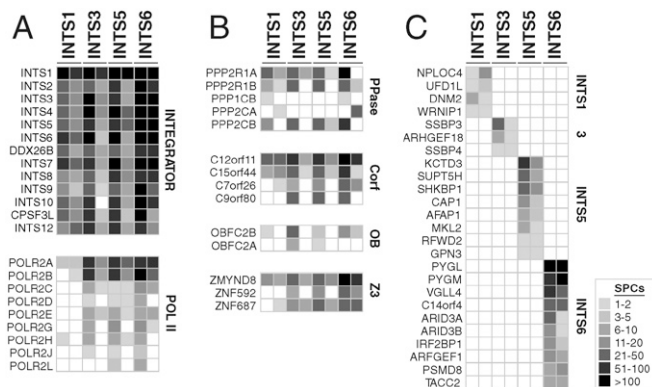 A
INTS1
INTS3
INTS5
INTS6
INTS1
INTS2
INTS3
INTS4
INTS5
INTS6
DDX26B
INTS7
INTS8
INTS9
INTS10
CPSF3L
INTS12
INTEGRATOR
POLR2A
POLR2B
POLR2C
POLR2D
POLR2E
POLR2G
POLR2H
POLR2J
POLR2L
POL II
B
INTS1
INTS3
INTS5
INTS6
PPP2R1A
PPP2R1B
PPP1CB
PPP2CA
PPP2CB
PPase
C12orf11
C15orf44
C7orf26
C9orf80
Corf
OBFC2B
OBFC2A
OB
ZMYND8
ZNF592
ZNF687
Z3
C
INTS1
INTS3
INTS5
INTS6
NPLOC4
UFD1L
DNM2
WRNIP1
INTS1
SSBP3
ARHGEF18
SSBP4
3
KCTD3
SUPT5H
SHKBP1
CAP1
AFAP1
MKL2
RFWD2
GPN3
INTS5
PYGL
PYGM
VGLL4
C14orf4
ARID3A
ARID3B
IRF2BP1
ARFGEF1
PSMD8
TACC2
INTS6
SPCs
1-2
3-5
6-10
11-20
21-50
51-100
>100